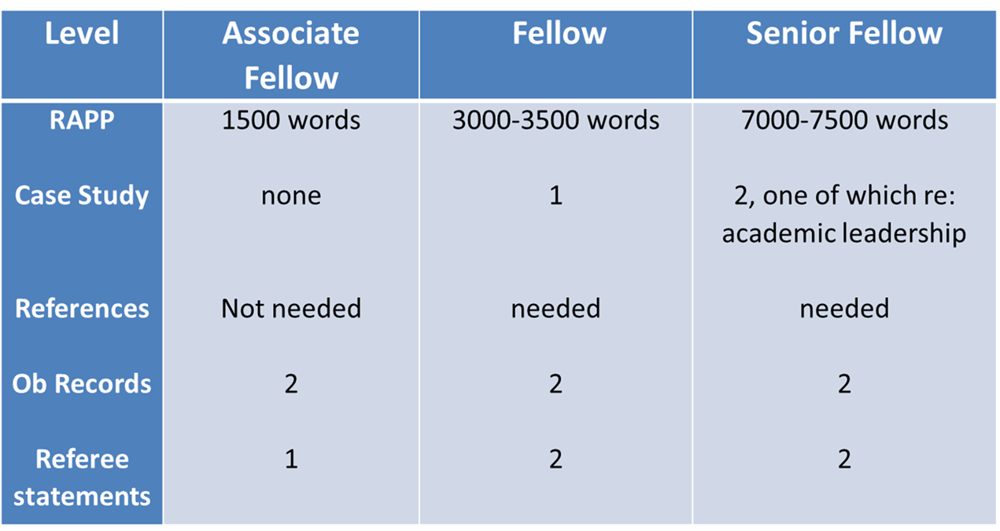 Level Associate Fellow Senior Fellow
Fellow
RAPP 1500 words 3000-3500 words 7000-7500 words
Case Study none 1 2, one of which re:
academic leadership
References Not needed needed needed
Ob Records 2 2 2
Referee 1 2 2
statements